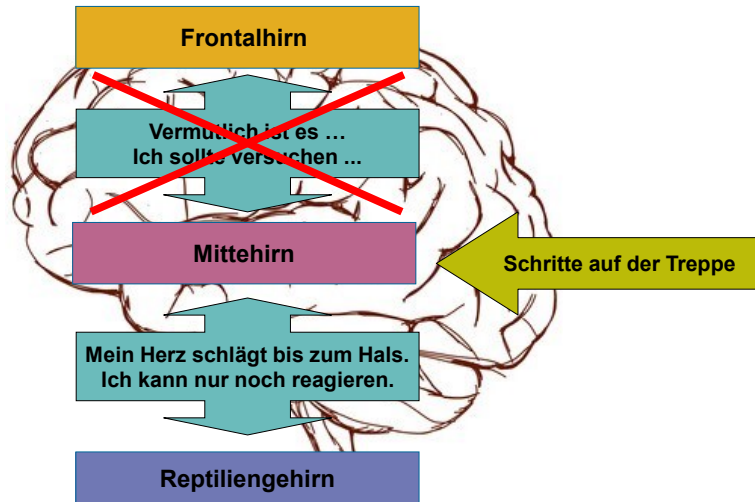 Frontalhirn
Vermutlich ist es …
Ich sollte versuchen ...
Mittehirn
Schritte auf der Treppe
Mein Herz schlägt bis zum Hals.
Ich kann nur noch reagieren.
Reptiliengehirn